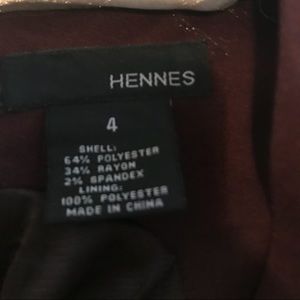 HENNES
4
SHELL:
64% POLYESTER
34% RAYON
2% SPANDEX
LINING:
100% POLYESTER
MADE IN CHINA